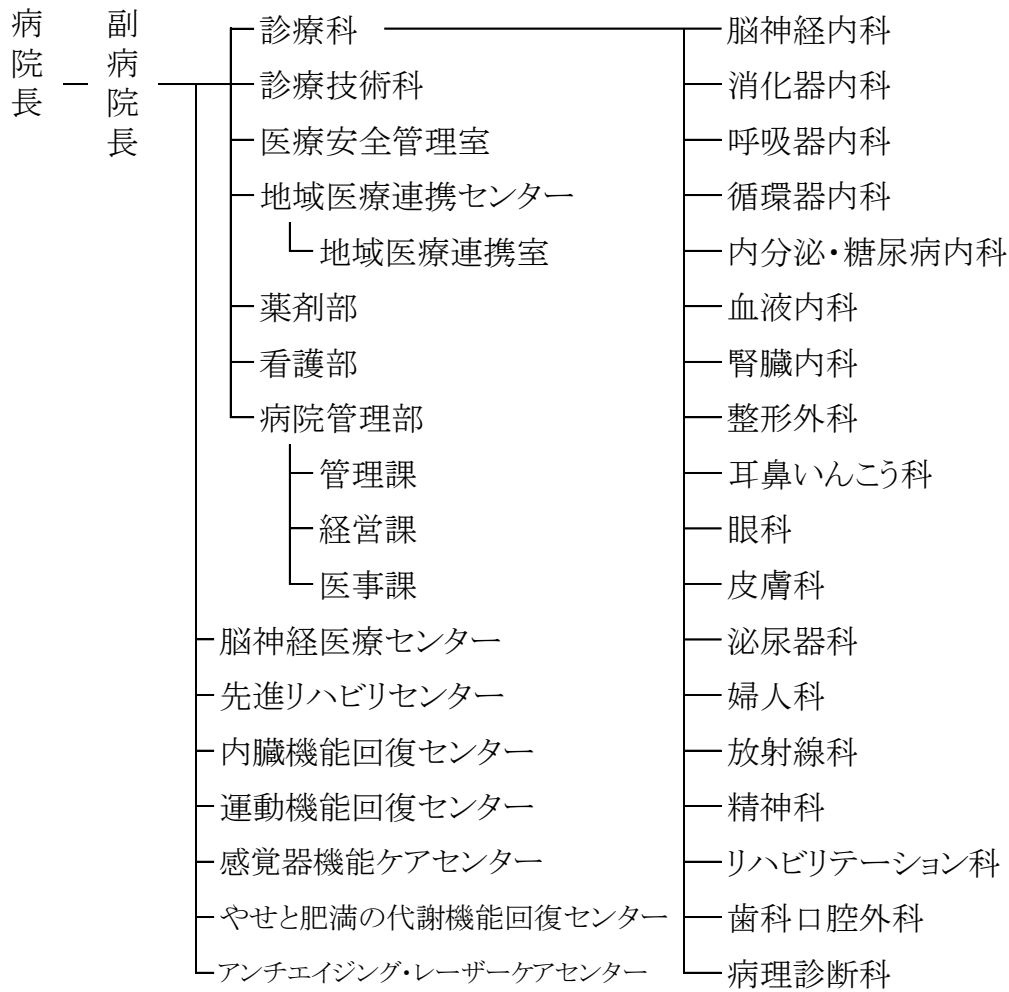 病院長
副病院長
診療科
診療技術科
医療安全管理室
地域医療連携センター
地域医療連携室
薬剤部
看護部
病院管理部
管理課
経営課
医事課
脳神経医療センター
先進リハビリセンター
内臓機能回復センター
運動機能回復センター
感覚器機能ケアセンター
やせと肥満の代謝機能回復センター
アンチエイジング・レーザーケアセンター
脳神経内科
消化器内科
呼吸器内科
循環器内科
内分泌・糖尿病内科
血液内科
腎臓内科
整形外科
耳鼻いんこう科
眼科
皮膚科
泌尿器科
婦人科
放射線科
精神科
リハビリテーション科
歯科口腔外科
病理診断科